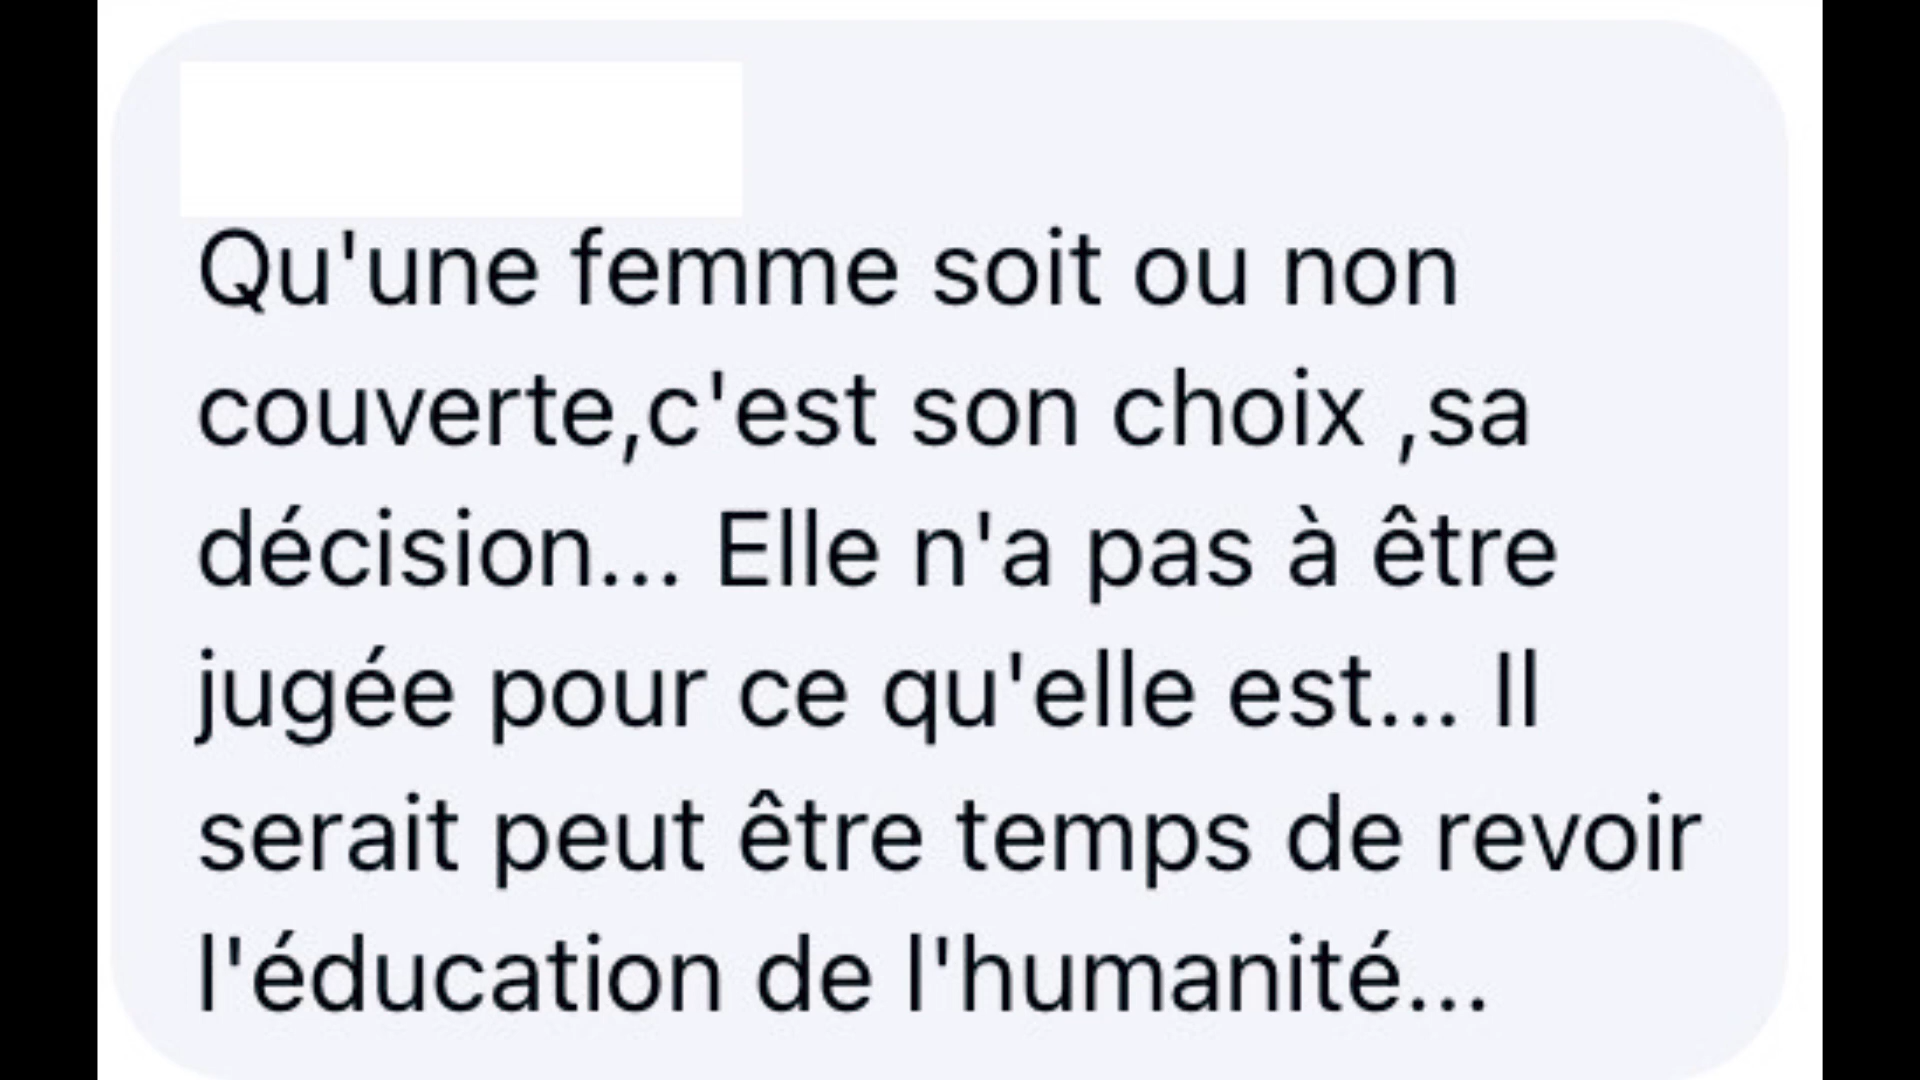 Qu'une femme soit ou non
couverte,c'est son choix ,sa
décision... Elle n'a pas à être
jugée pour ce qu'elle est... Il
serait peut être temps de revoir
l'éducation de l'humanité...